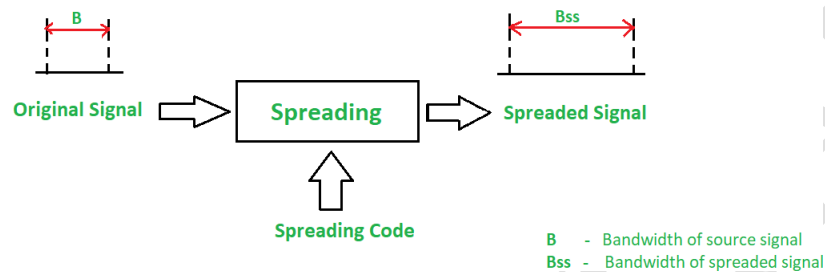 B
Bss
Original Signal
Spreading
Spreaded Signal
Spreading Code
B - Bandwidth of source signal
Bss - Bandwidth of spreaded signal